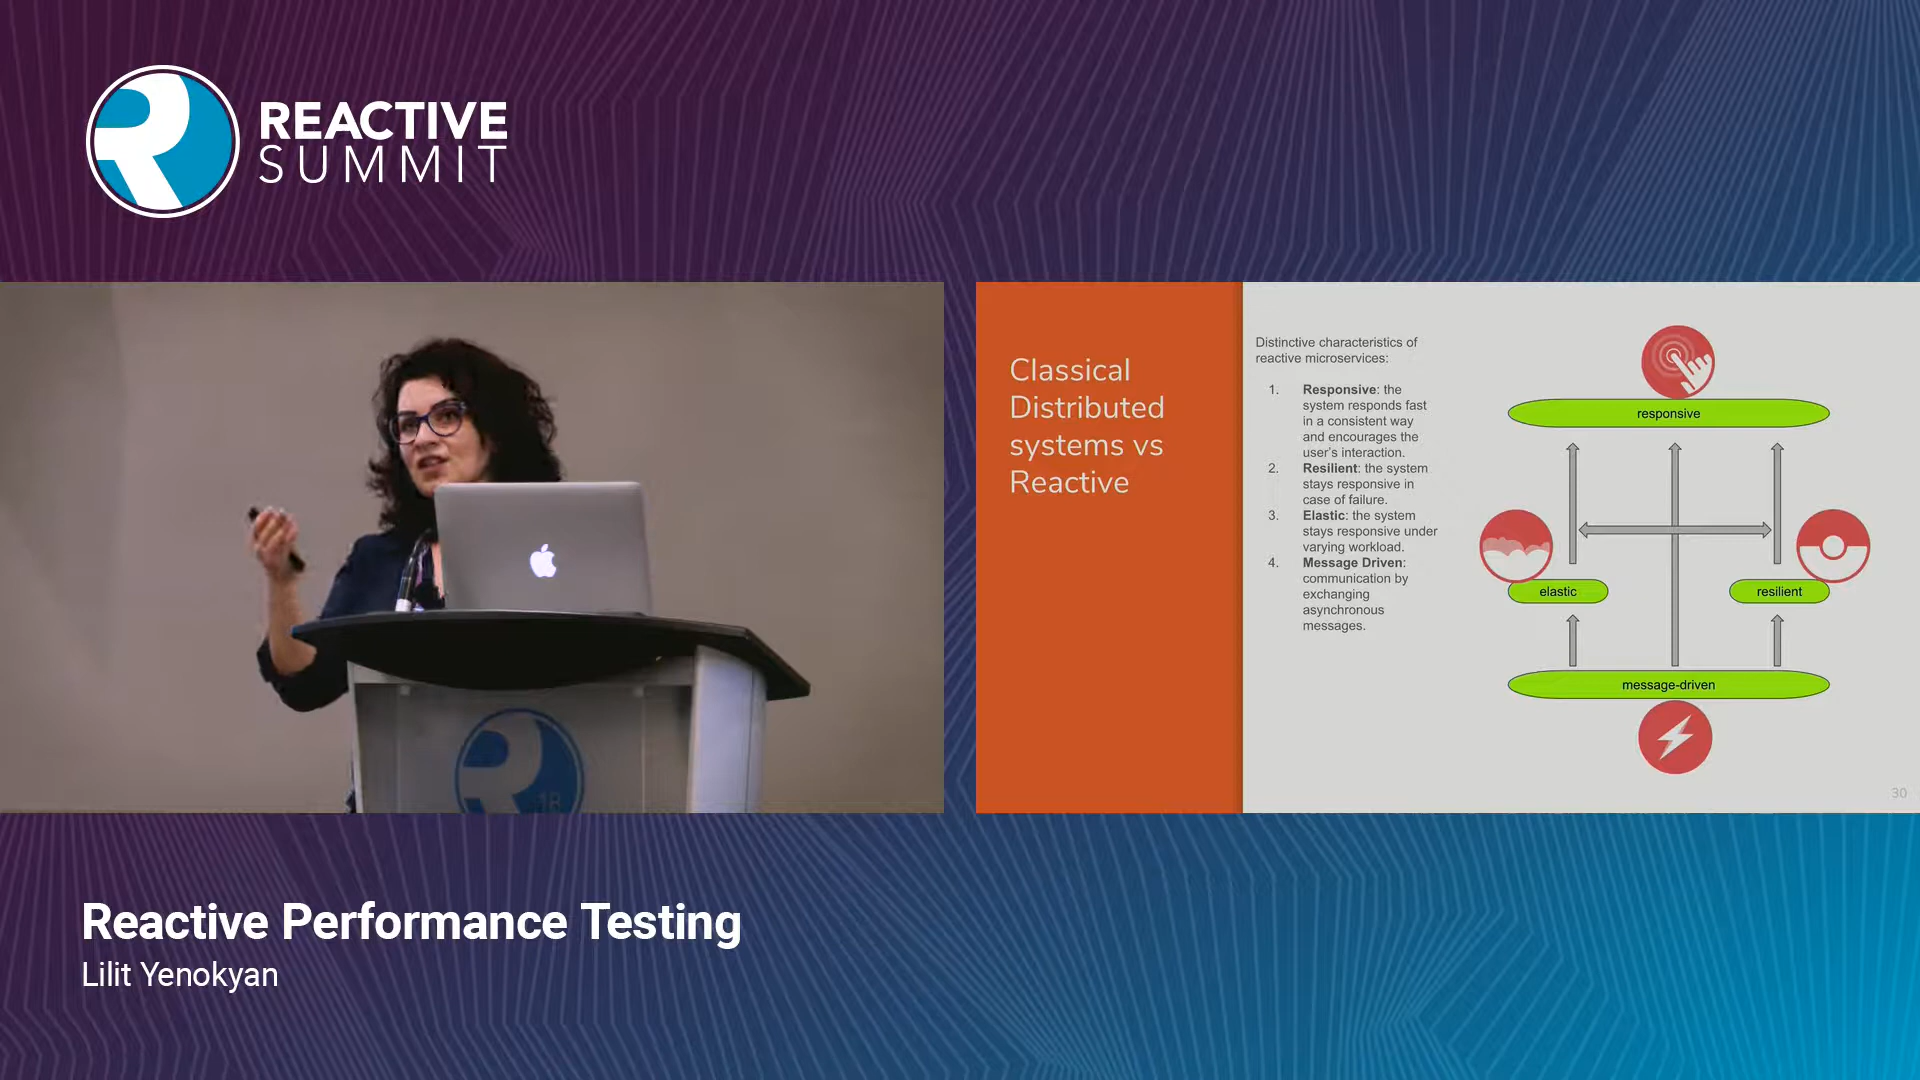 REACTIVE
SUMMIT
Classical
Distributed
systems vs
Reactive
Distinctive characteristics of
reactive microservices:
1. Responsive: the
system responds fast
in a consistent way
and encourages the
user's interaction.
2. Resilient: the system
stays responsive in
case of failure.
3. Elastic: the system
stays responsive under
varying workload.
4. Message Driven:
communication by
exchanging
asynchronous
messages.
responsive
elastic
resilient
message-driven
30
18
Reactive Performance Testing
Lilit Yenokyan